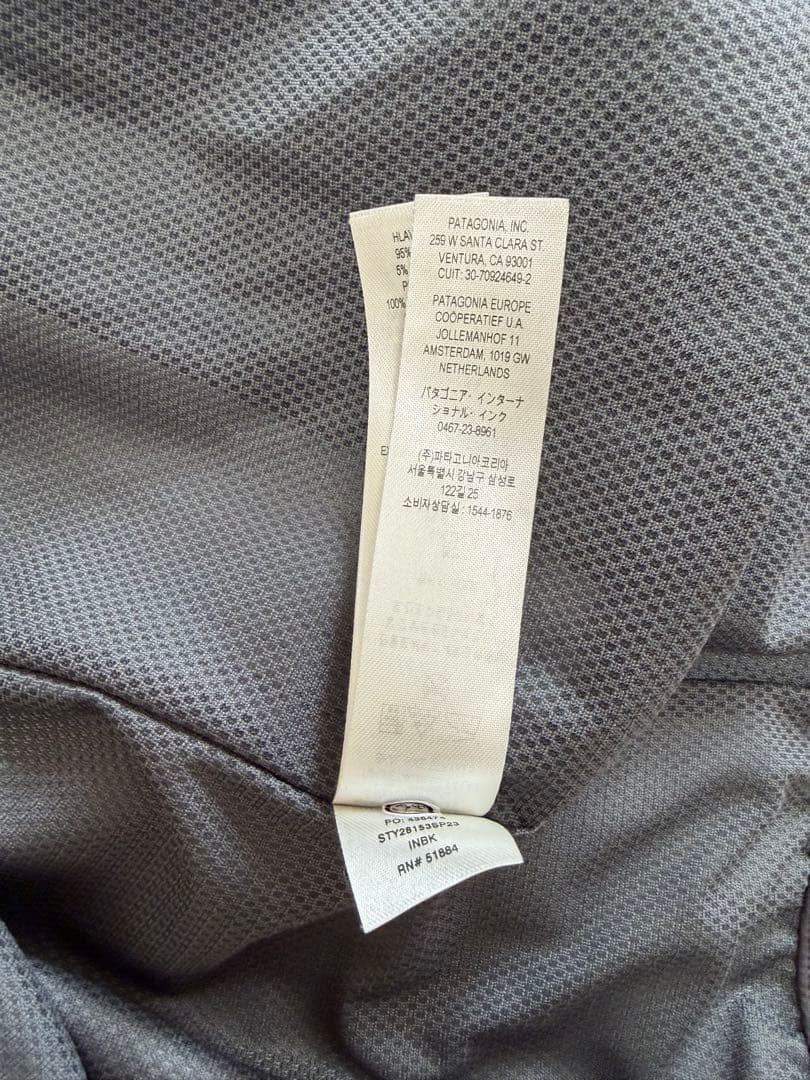 PATAGONIA, INC.
259 W SANTA CLARA ST.
VENTURA, CA 93001
CUIT: 30-70924649-2
PATAGONIA EUROPE
COÖPERATIEF U.A.
JOLLEMANHOF 11
AMSTERDAM, 1019 GW
NETHERLANDS
パタゴニア・インターナ
ショナル・インク
0467-23-8961
(주)파타고니아코리아
서울특별시 강남구 삼성로
122길 25
소비자상담실 : 1544-1876
95%
5%
100%
PO:
STY28153SP23
INBK
RN# 51884